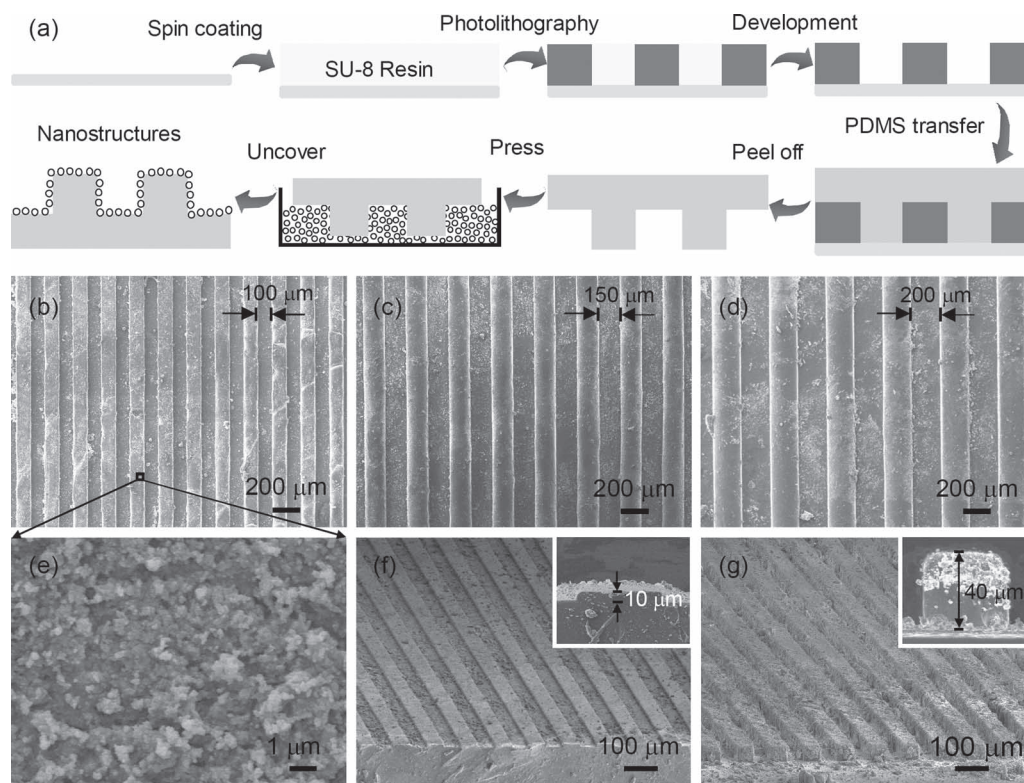 (a)
Spin coating
Photolithography
Development
SU-8 Resin
Nanostructures
Uncover
Press
Peel off
PDMS transfer
(b)
100 μm
200 μm
(c)
150 μm
200 μm
(d)
200 μm
200 μm
(e)
1 μm
(f)
10 μm
100 μm
(g)
40 μm
100 μm